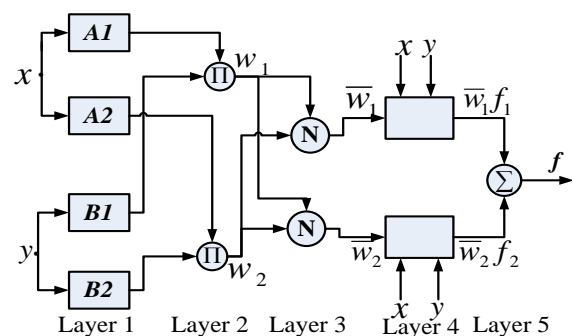 A1
x
A2
B1
y
B2
Π
w₁
Π
w₂
N
N
w̅₁
w̅₂
x y
w̅₁f₁
w̅₂f₂
x y
Σ
f
Layer 1 Layer 2 Layer 3 Layer 4 Layer 5